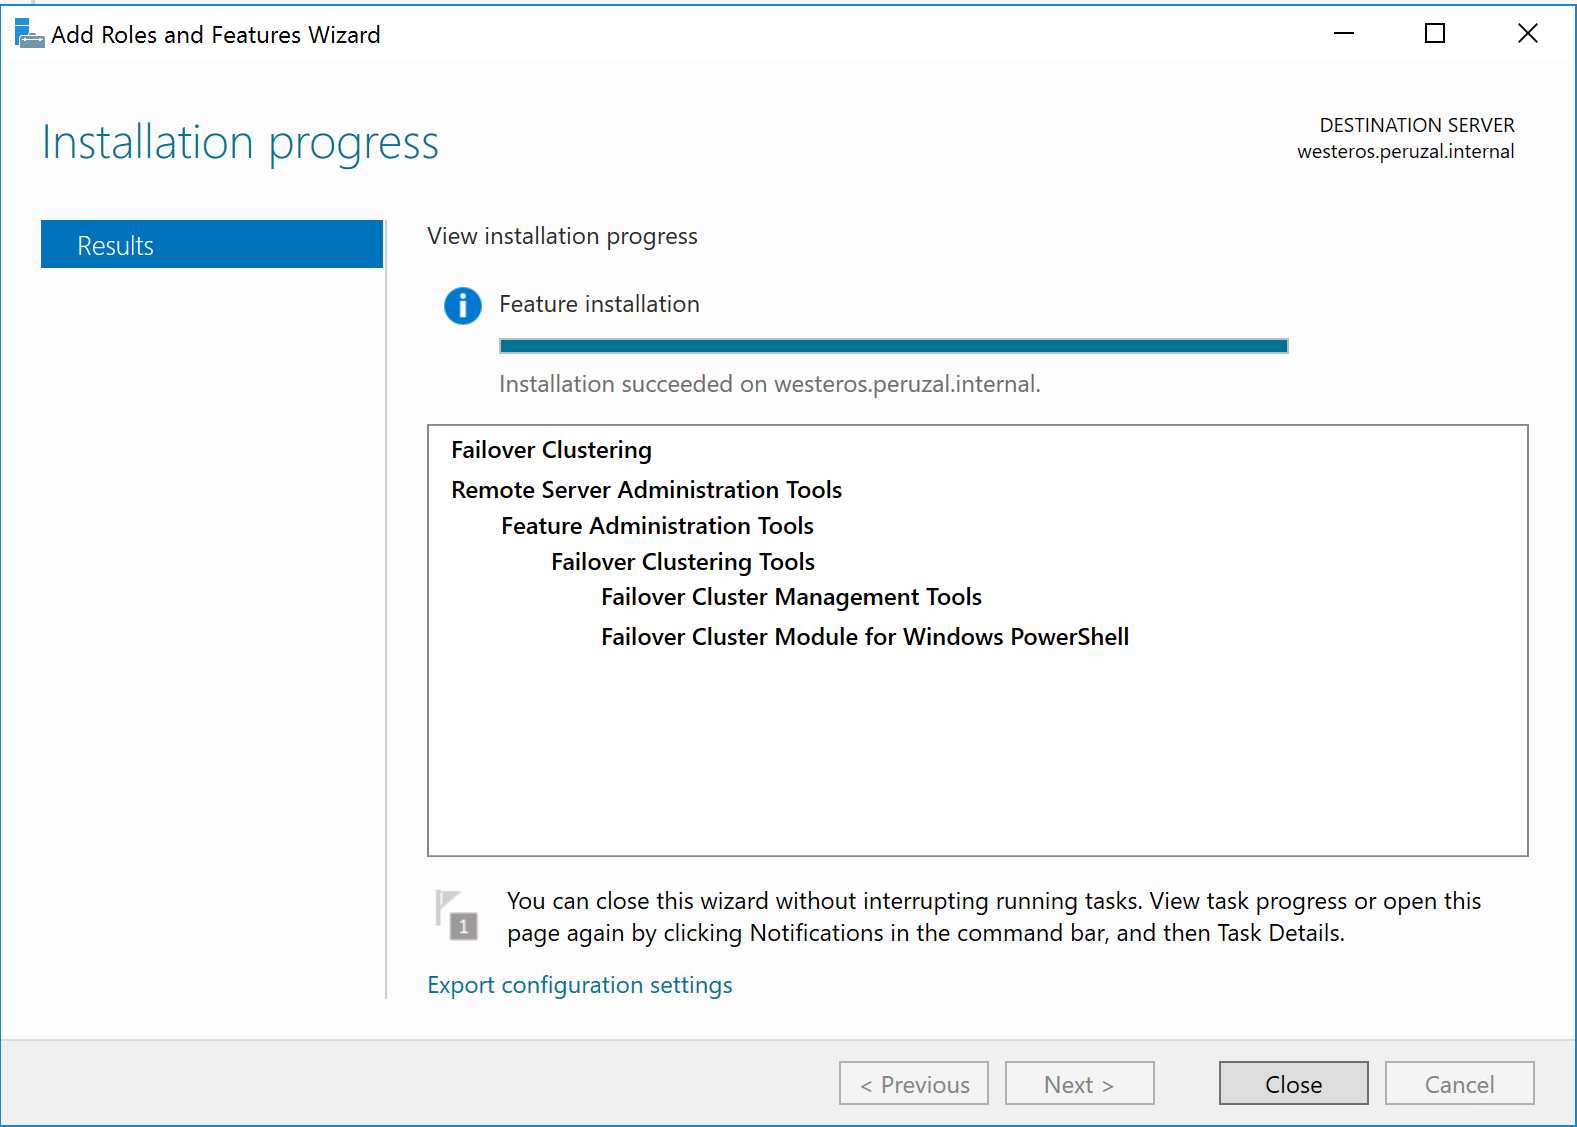 Add Roles and Features Wizard
Installation progress
DESTINATION SERVER
westeros.peruzal.internal
Results
View installation progress
Feature installation
Installation succeeded on westeros.peruzal.internal.
Failover Clustering
Remote Server Administration Tools
Feature Administration Tools
Failover Clustering Tools
Failover Cluster Management Tools
Failover Cluster Module for Windows PowerShell
1
You can close this wizard without interrupting running tasks. View task progress or open this
page again by clicking Notifications in the command bar, and then Task Details.
Export configuration settings
< Previous
Next >
Close
Cancel